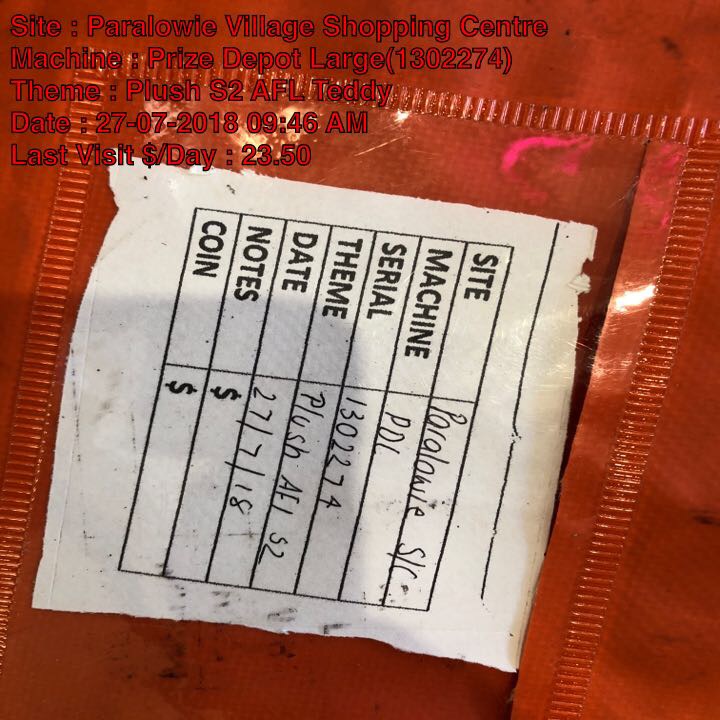 Site : Paralowie Village Shopping Centre
Machine : Prize Depot Large(1302274)
Theme : Plush S2 AFL Teddy
Date : 27-07-2018 09:46 AM
Last Visit $/Day : 23.50
SITE Paralowie S/C
MACHINE PDL
SERIAL 1302274
THEME Plush AFL S2
DATE 27/7/18
NOTES $
COIN $